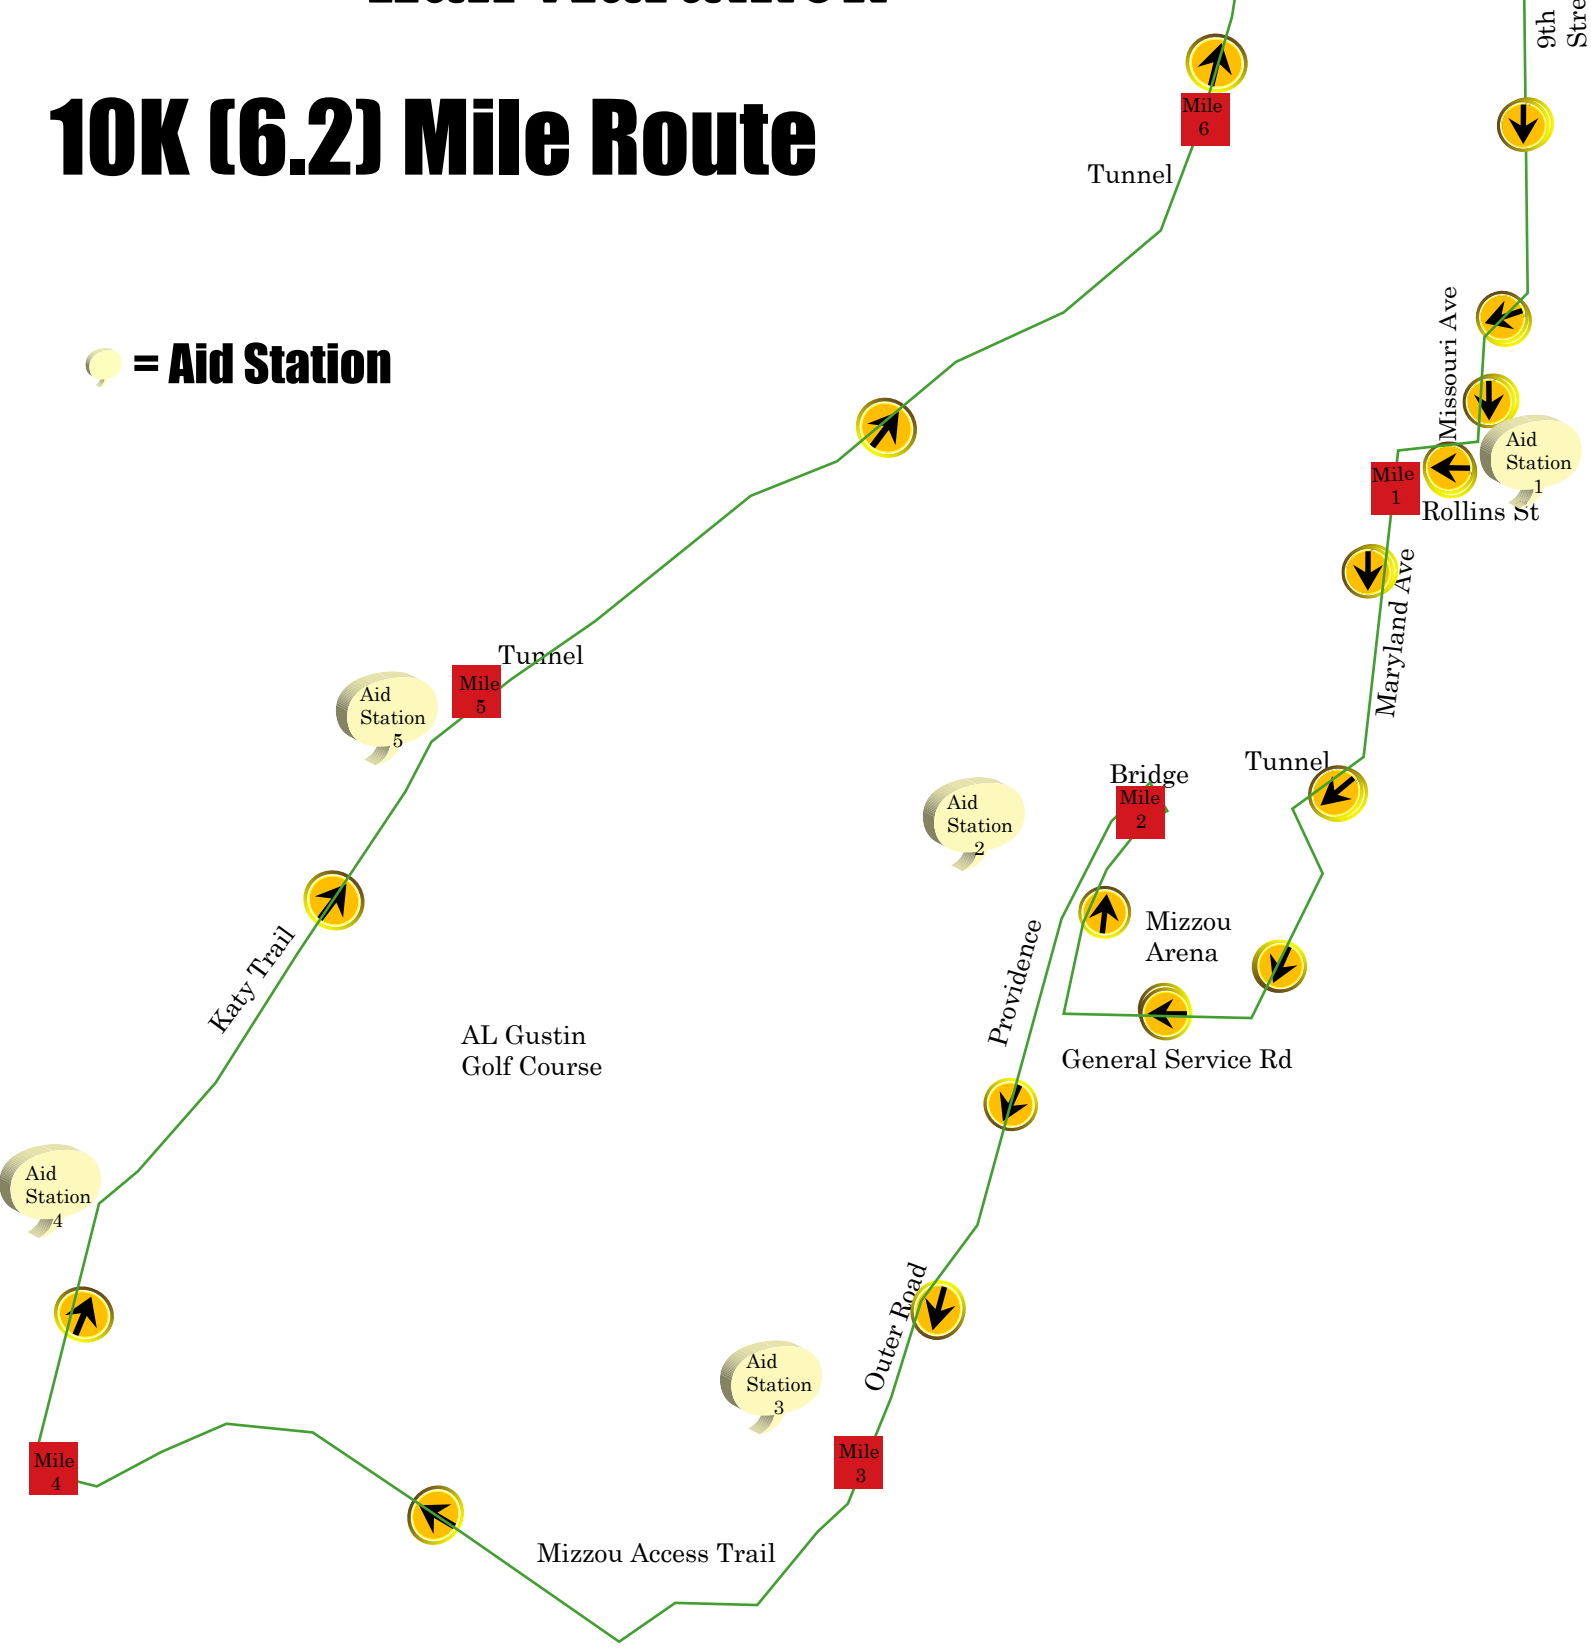 10K (6.2) Mile Route
= Aid Station
9th
Mile
6
Tunnel
Missouri Ave
Aid
Station
1
Mile
1
Rollins St
Maryland Ave
Tunnel
Tunnel
Mile
5
Aid
Station
5
Bridge
Mile
2
Aid
Station
2
Mizzou
Arena
Providence
General Service Rd
Katy Trail
AL Gustin
Golf Course
Aid
Station
4
Outer Road
Aid
Station
3
Mile
3
Mile
4
Mizzou Access Trail